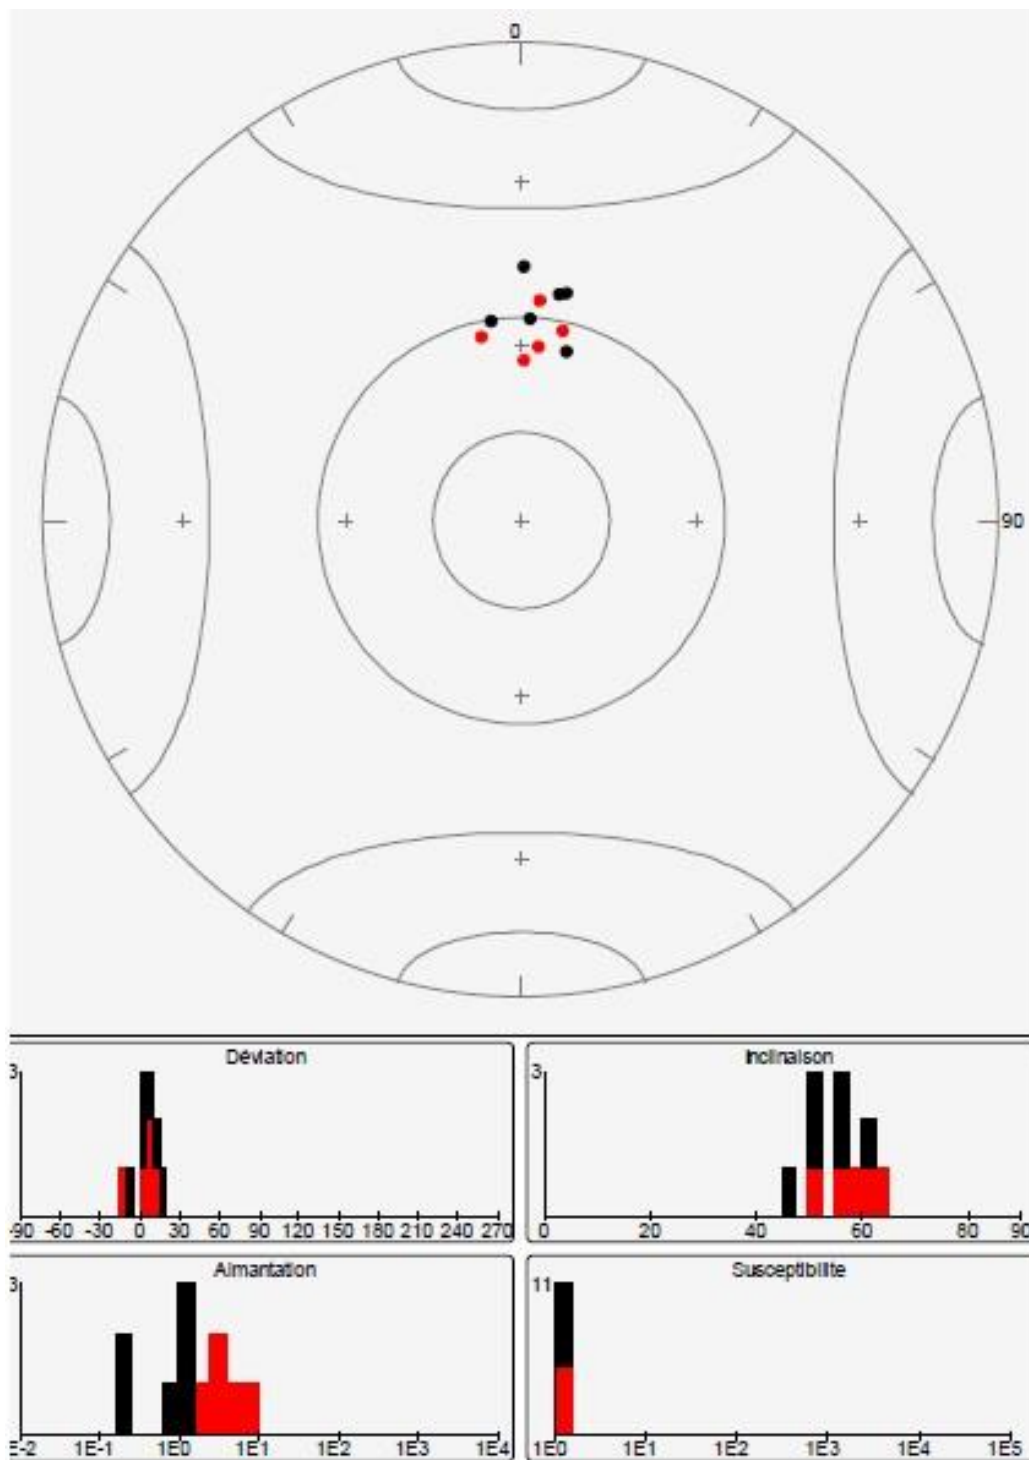 0
90
Déviation
3
-90 -60 -30 0 30 60 90 120 150 180 210 240 270
Inclinaison
3
0 20 40 60 80 90
Aimantation
3
E-2 1E-1 1E0 1E1 1E2 1E3 1E4
Susceptibilite
11
1E0 1E1 1E2 1E3 1E4 1E5